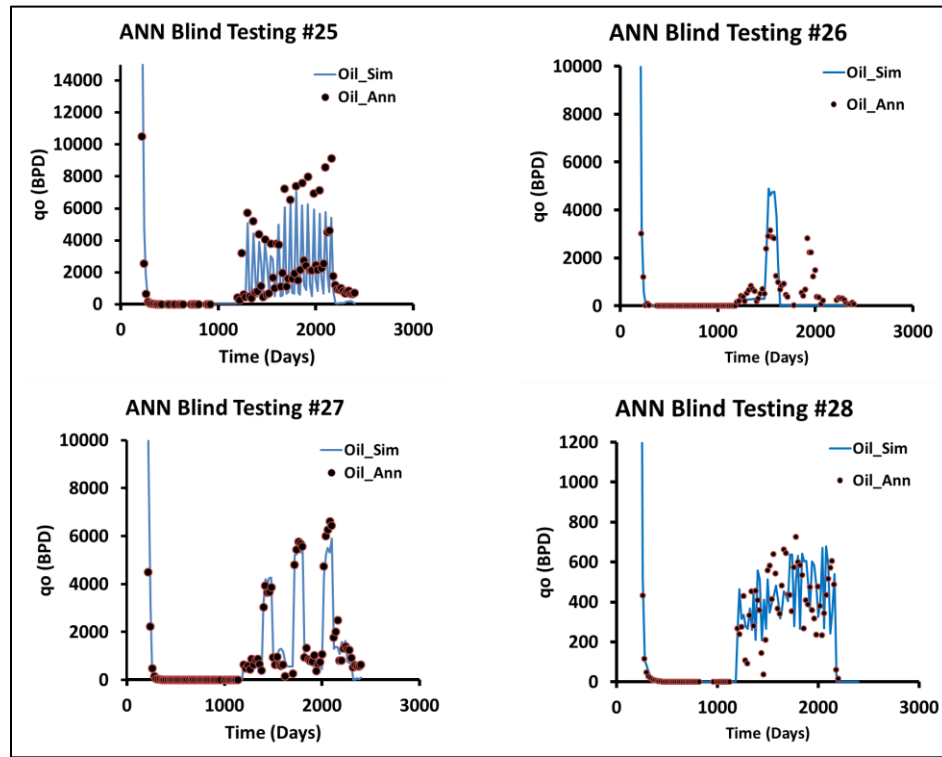 ANN Blind Testing #25
Oil_Sim
Oil_Ann
qo (BPD)
14000
12000
10000
8000
6000
4000
2000
0
0
1000
2000
3000
Time (Days)
ANN Blind Testing #26
Oil_Sim
Oil_Ann
qo (BPD)
10000
8000
6000
4000
2000
0
0
1000
2000
3000
Time (Days)
ANN Blind Testing #27
Oil_Sim
Oil_Ann
qo (BPD)
10000
8000
6000
4000
2000
0
0
1000
2000
3000
Time (Days)
ANN Blind Testing #28
Oil_Sim
Oil_Ann
qo (BPD)
1200
1000
800
600
400
200
0
0
1000
2000
3000
Time (Days)